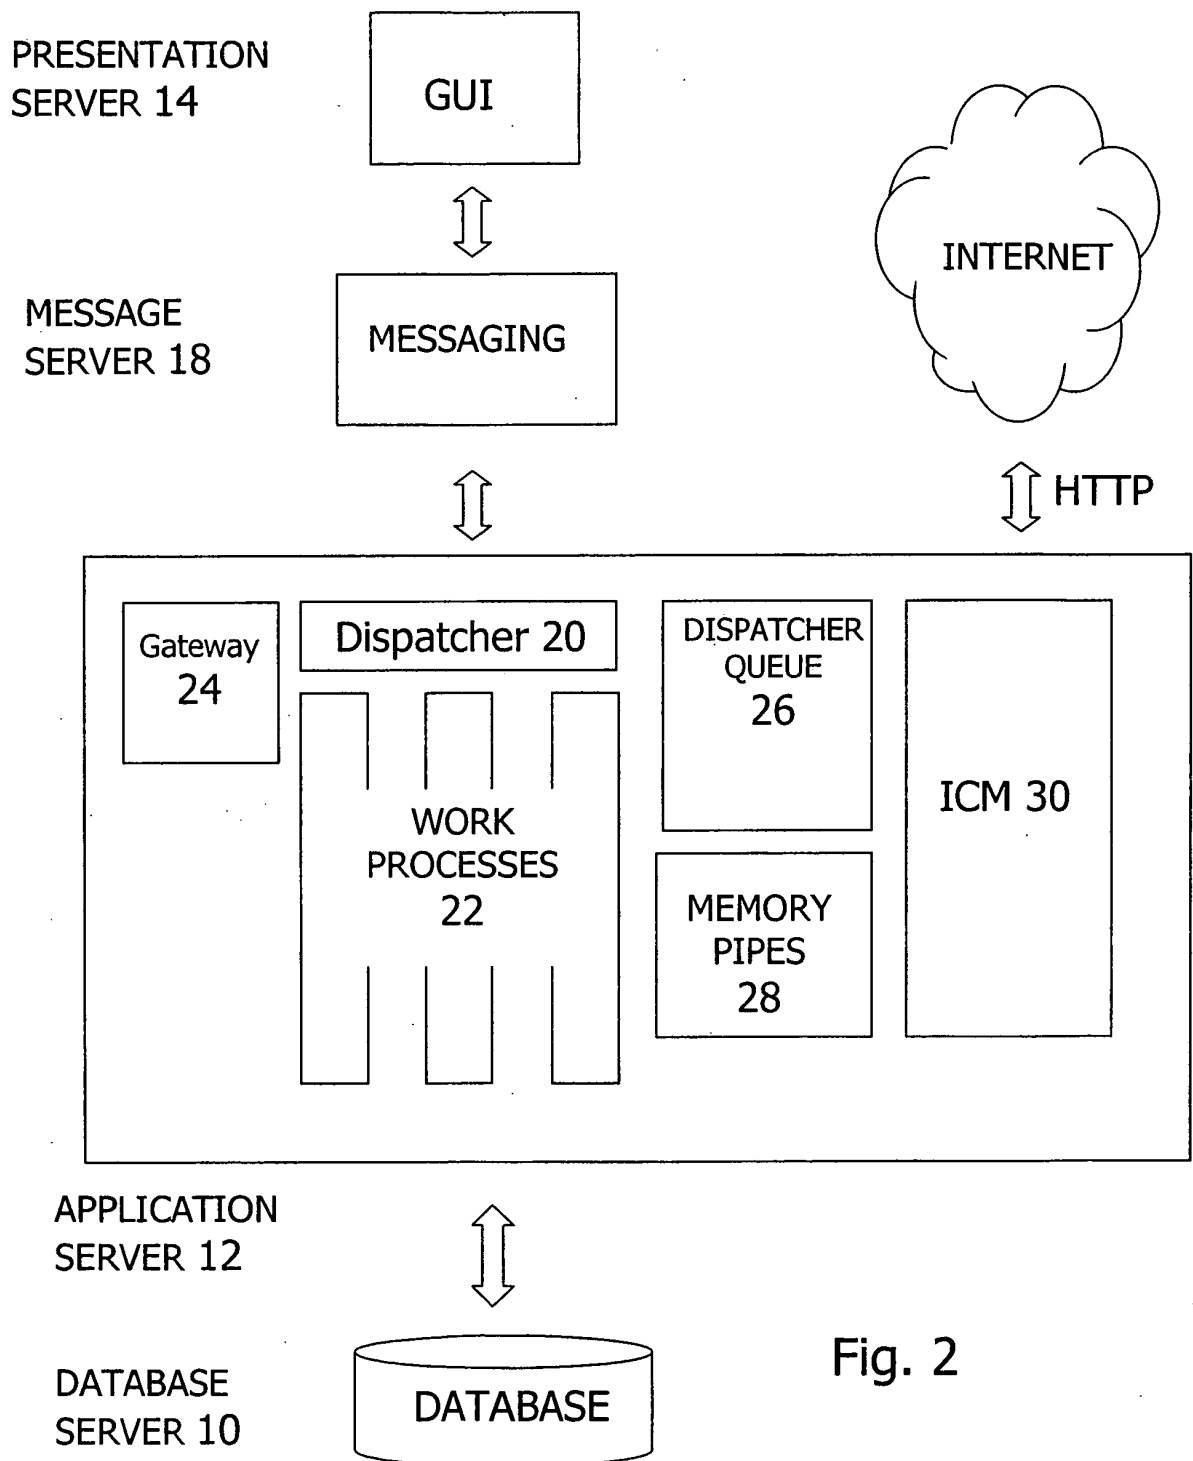 PRESENTATION
SERVER 14
GUI
INTERNET
MESSAGE
SERVER 18
MESSAGING
HTTP
Gateway
24
Dispatcher 20
DISPATCHER
QUEUE
26
ICM 30
WORK
PROCESSES
22
MEMORY
PIPES
28
APPLICATION
SERVER 12
DATABASE
SERVER 10
DATABASE
Fig. 2